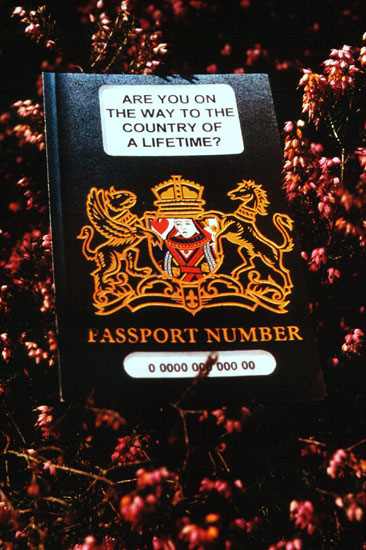 ARE YOU ON
THE WAY TO THE
COUNTRY OF
A LIFETIME?
PASSPORT NUMBER
0 0000 000 000 00